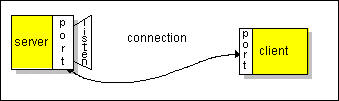 server
port
listen
connection
port
client